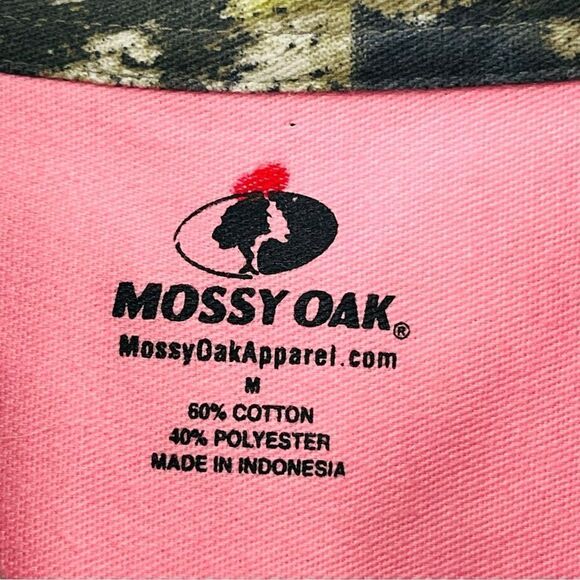 MOSSY OAK®
MossyOakApparel.com
M
60% COTTON
40% POLYESTER
MADE IN INDONESIA